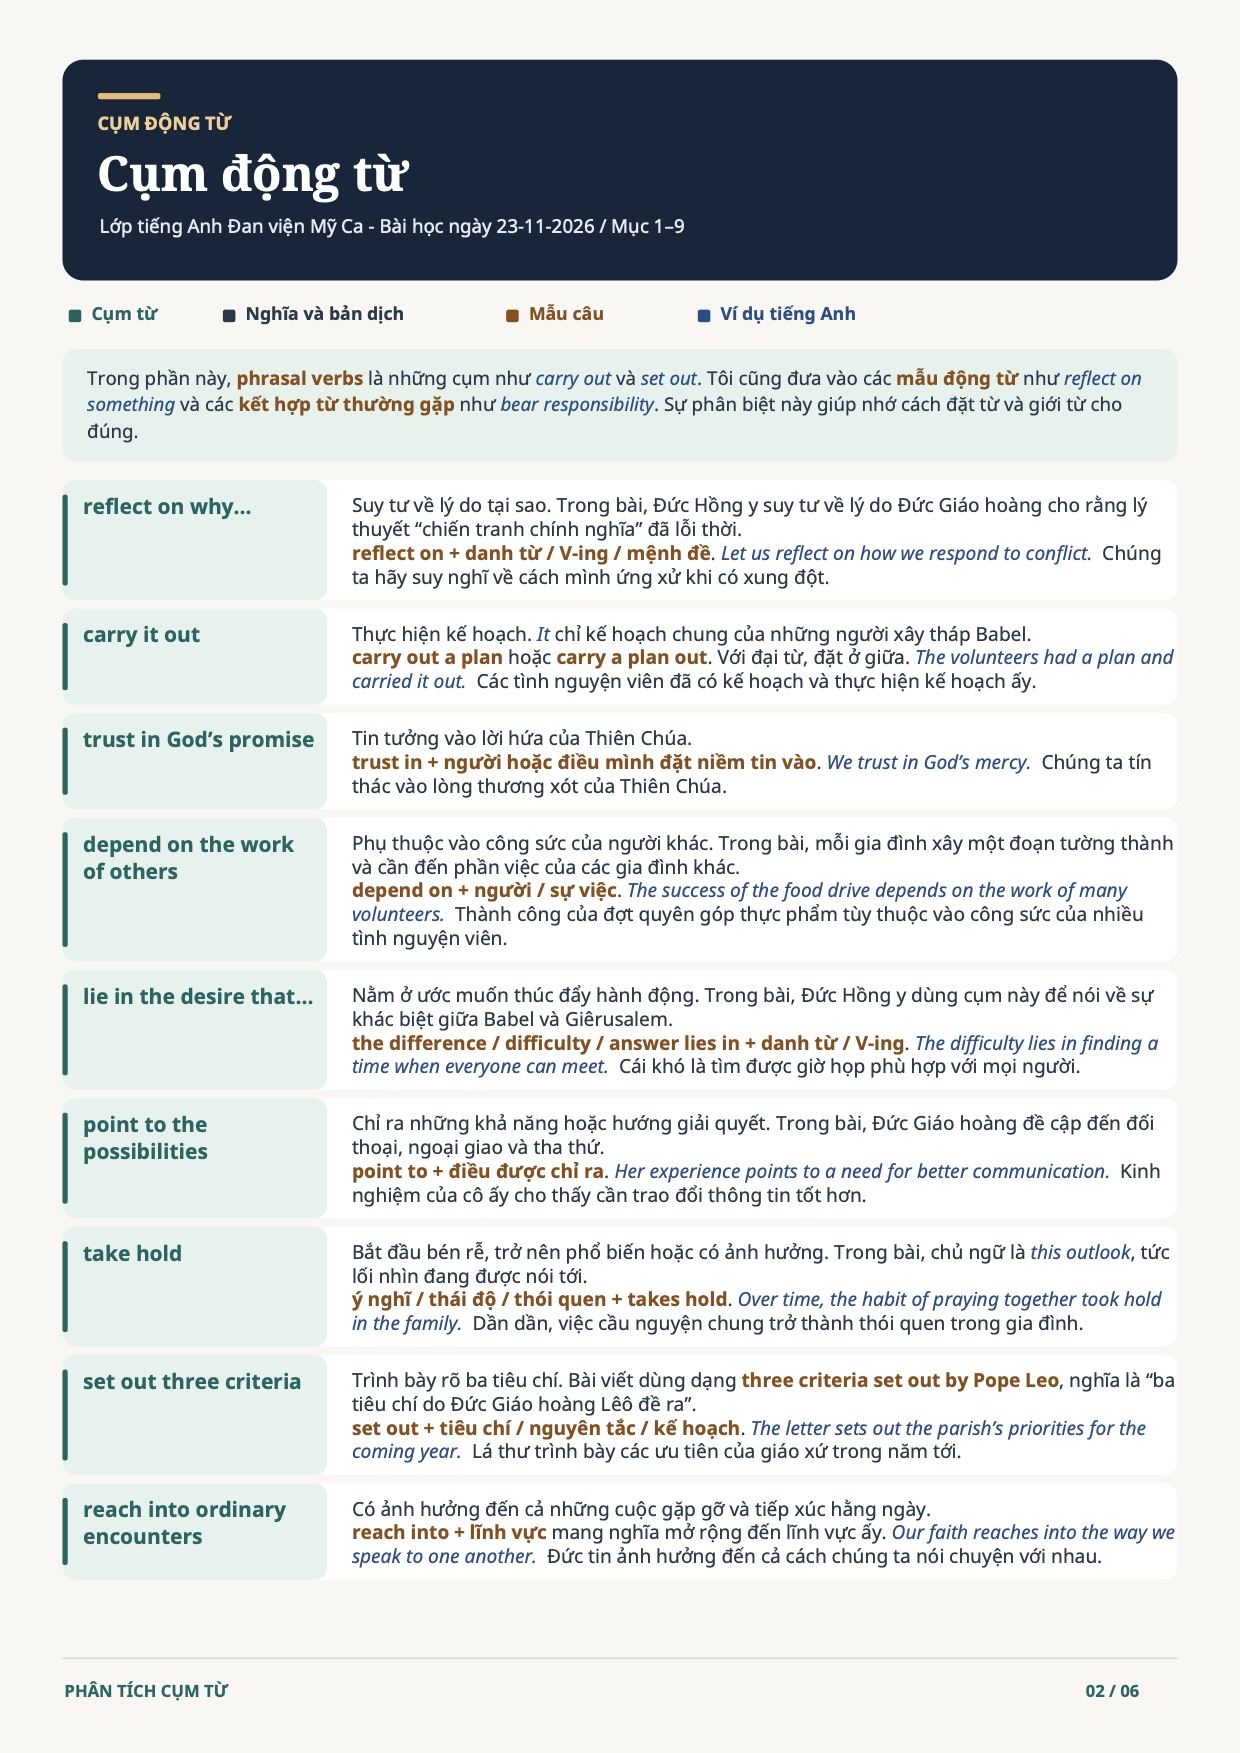 CỤM ĐỘNG TỪ
Cụm động từ
Lớp tiếng Anh Đan viện Mỹ Ca - Bài học ngày 23-11-2026 / Mục 1–9
Cụm từ Nghĩa và bản dịch Mẫu câu Ví dụ tiếng Anh
Trong phần này, phrasal verbs là những cụm như carry out và set out. Tôi cũng đưa vào các mẫu động từ như reflect on
something và các kết hợp từ thường gặp như bear responsibility. Sự phân biệt này giúp nhớ cách đặt từ và giới từ cho
đúng.
reflect on why…
Suy tư về lý do tại sao. Trong bài, Đức Hồng y suy tư về lý do Đức Giáo hoàng cho rằng lý
thuyết “chiến tranh chính nghĩa” đã lỗi thời.
reflect on + danh từ / V-ing / mệnh đề. Let us reflect on how we respond to conflict. Chúng
ta hãy suy nghĩ về cách mình ứng xử khi có xung đột.
carry it out
Thực hiện kế hoạch. It chỉ kế hoạch chung của những người xây tháp Babel.
carry out a plan hoặc carry a plan out. Với đại từ, đặt ở giữa. The volunteers had a plan and
carried it out. Các tình nguyện viên đã có kế hoạch và thực hiện kế hoạch ấy.
trust in God’s promise
Tin tưởng vào lời hứa của Thiên Chúa.
trust in + người hoặc điều mình đặt niềm tin vào. We trust in God’s mercy. Chúng ta tín
thác vào lòng thương xót của Thiên Chúa.
depend on the work
of others
Phụ thuộc vào công sức của người khác. Trong bài, mỗi gia đình xây một đoạn tường thành
và cần đến phần việc của các gia đình khác.
depend on + người / sự việc. The success of the food drive depends on the work of many
volunteers. Thành công của đợt quyên góp thực phẩm tùy thuộc vào công sức của nhiều
tình nguyện viên.
lie in the desire that…
Nằm ở ước muốn thúc đẩy hành động. Trong bài, Đức Hồng y dùng cụm này để nói về sự
khác biệt giữa Babel và Giêrusalem.
the difference / difficulty / answer lies in + danh từ / V-ing. The difficulty lies in finding a
time when everyone can meet. Cái khó là tìm được giờ họp phù hợp với mọi người.
point to the
possibilities
Chỉ ra những khả năng hoặc hướng giải quyết. Trong bài, Đức Giáo hoàng đề cập đến đối
thoại, ngoại giao và tha thứ.
point to + điều được chỉ ra. Her experience points to a need for better communication. Kinh
nghiệm của cô ấy cho thấy cần trao đổi thông tin tốt hơn.
take hold
Bắt đầu bén rễ, trở nên phổ biến hoặc có ảnh hưởng. Trong bài, chủ ngữ là this outlook, tức
lối nhìn đang được nói tới.
ý nghĩ / thái độ / thói quen + takes hold. Over time, the habit of praying together took hold
in the family. Dần dần, việc cầu nguyện chung trở thành thói quen trong gia đình.
set out three criteria
Trình bày rõ ba tiêu chí. Bài viết dùng dạng three criteria set out by Pope Leo, nghĩa là “ba
tiêu chí do Đức Giáo hoàng Lêô đề ra”.
set out + tiêu chí / nguyên tắc / kế hoạch. The letter sets out the parish’s priorities for the
coming year. Lá thư trình bày các ưu tiên của giáo xứ trong năm tới.
reach into ordinary
encounters
Có ảnh hưởng đến cả những cuộc gặp gỡ và tiếp xúc hằng ngày.
reach into + lĩnh vực mang nghĩa mở rộng đến lĩnh vực ấy. Our faith reaches into the way we
speak to one another. Đức tin ảnh hưởng đến cả cách chúng ta nói chuyện với nhau.
PHÂN TÍCH CỤM TỪ 02 / 06